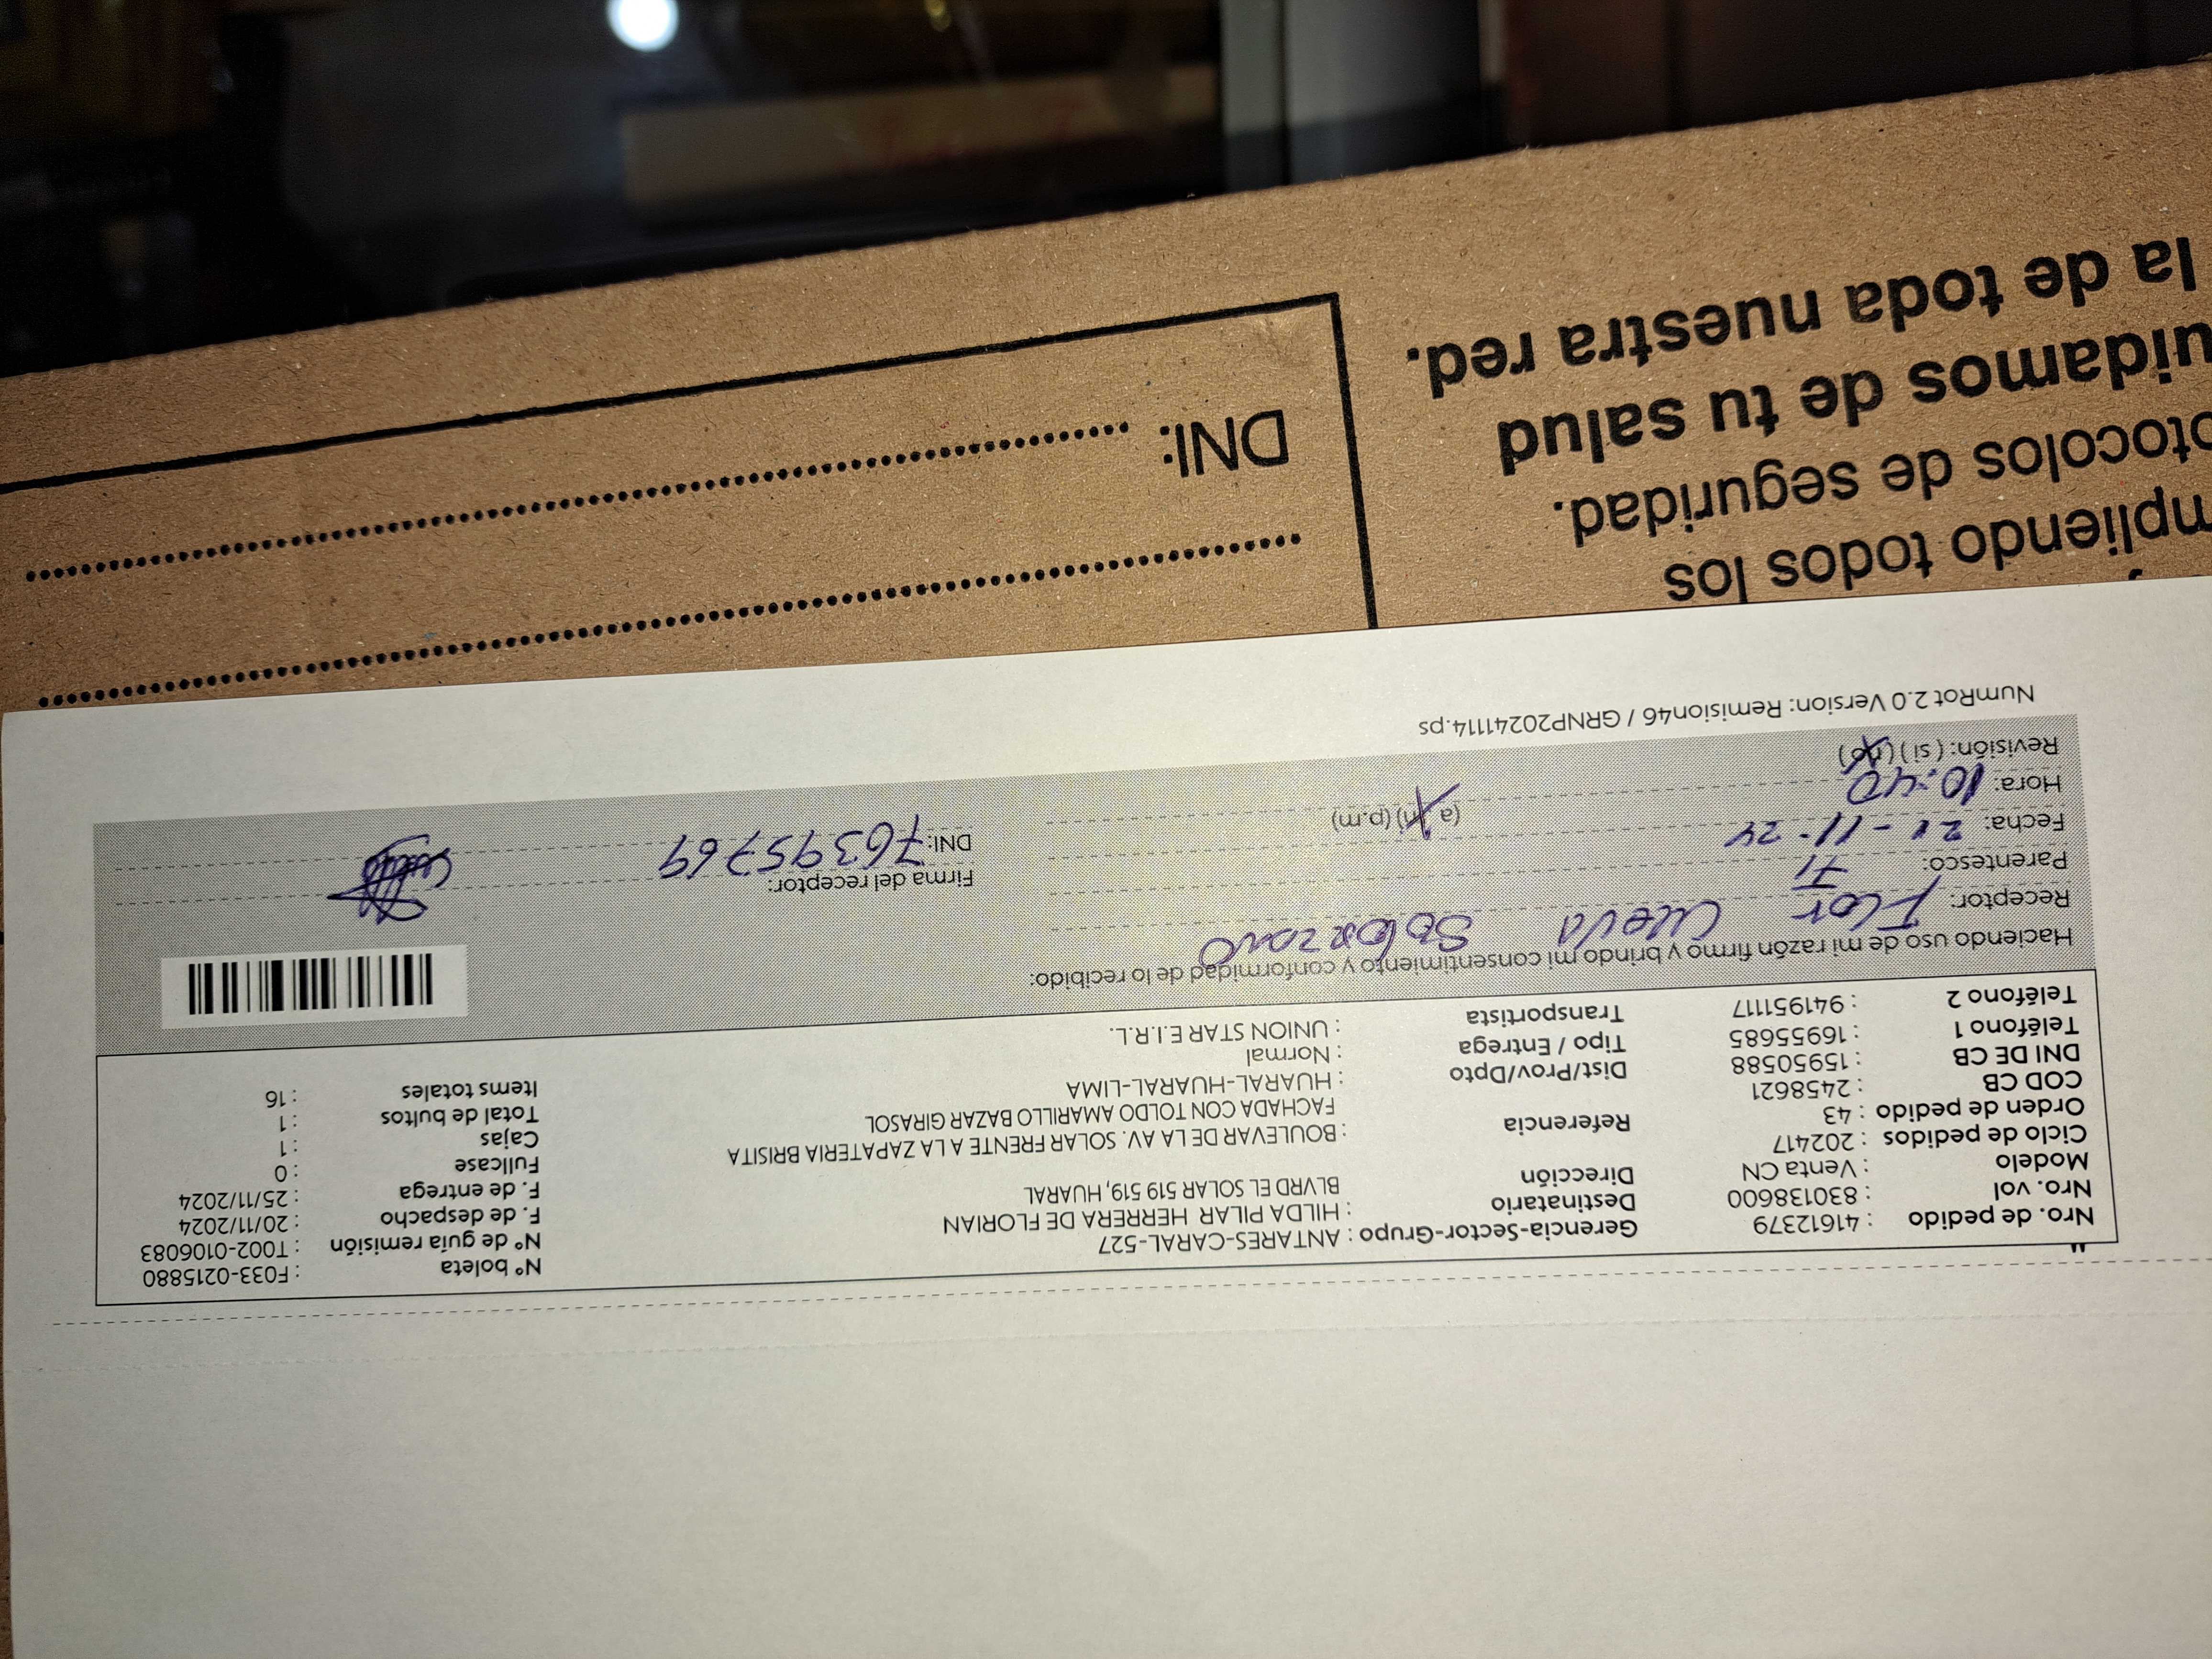 Nro. de pedido : 41612379 Gerencia-Sector-Grupo : ANTARES-CARAL-527 N° boleta : F033-0215880
Nro. vol : 830138600 Destinatario : HILDA PILAR HERRERA DE FLORIAN N° de guía remisión : T002-0106083
Modelo : Venta CN Dirección BLVRD EL SOLAR 519 519, HUARAL F. de despacho : 20/11/2024
Ciclo de pedidos : 202417 F. de entrega : 25/11/2024
Orden de pedido : 43 Referencia : BOULEVAR DE LA AV. SOLAR FRENTE A LA ZAPATERIA BRISITA Fullcase : 0
COD CB : 2458621 FACHADA CON TOLDO AMARILLO BAZAR GIRASOL Cajas : 1
DNI DE CB : 15950588 Dist/Prov/Dpto : HUARAL-HUARAL-LIMA Total de bultos : 1
Teléfono 1 : 16955685 Tipo / Entrega : Normal Items totales : 16
Teléfono 2 : 941951117 Transportista : UNION STAR E.I.R.L.
Haciendo uso de mi razón firmo y brindo mi consentimiento y conformidad de lo recibido:
Receptor: Flor Cueva Solorzano
Parentesco: Firma del receptor:
Fecha: 21-11-24 DNI: 76395769
Hora: 10:40 (a.m) (p.m)
Revisión: (si) (no)
NumRot 2.0 Version: Remision46 / GRNP20241114.ps
mpliendo todos los
otocolos de seguridad.
uidamos de tu salud
la de toda nuestra red.
DNI: